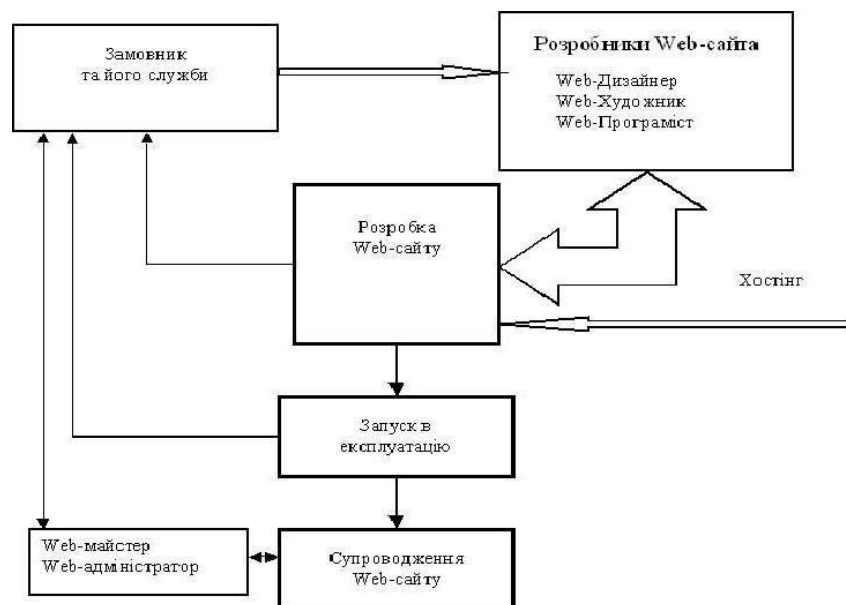 Замовник
та його служби
Розробники Web-сайта
Web-Дизайнер
Web-Художник
Web-Програміст
Розробка
Web-сайту
Хостінг
Запуск в
експлуатацію
Web-майстер
Web-адміністратор
Супроводження
Web-сайту